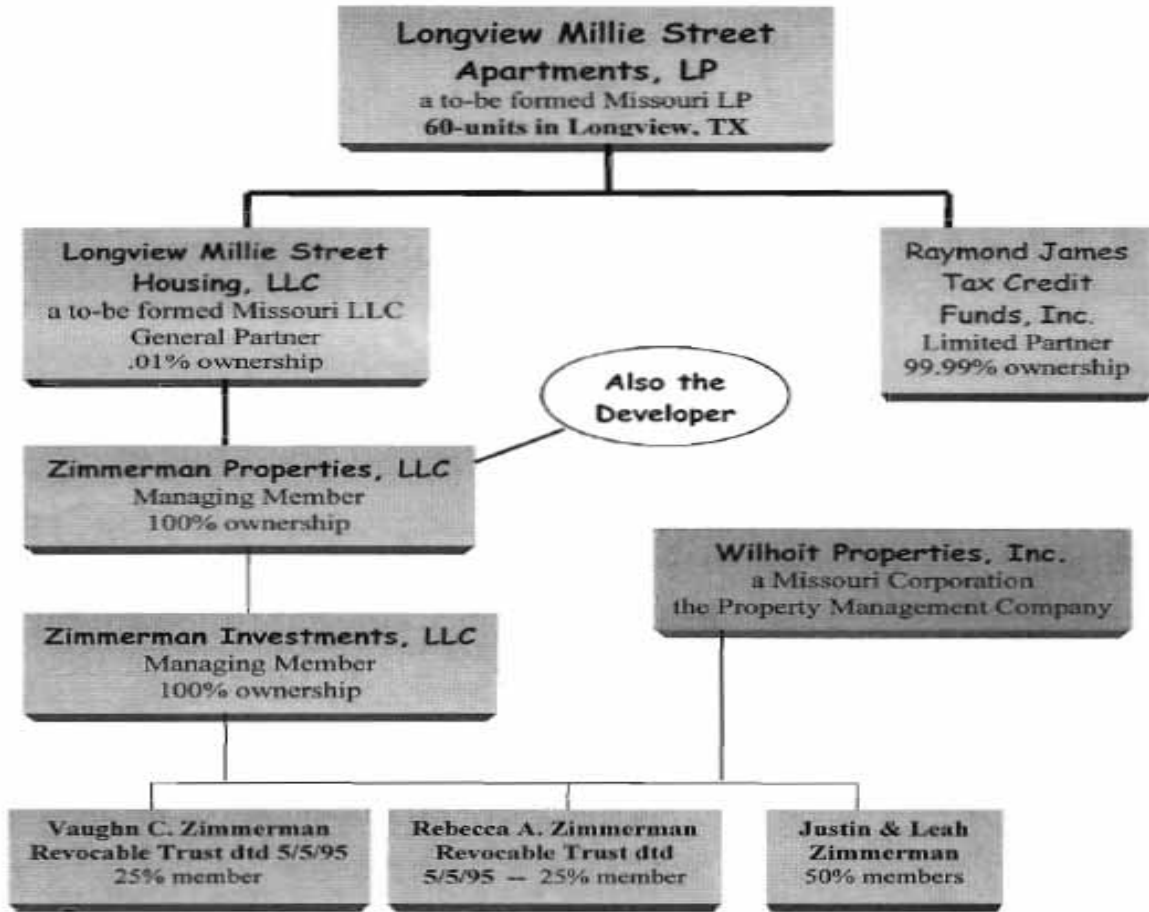 Longview Millie Street
Apartments, LP
a to-be formed Missouri LP
60-units in Longview, TX
Longview Millie Street
Housing, LLC
a to-be formed Missouri LLC
General Partner
.01% ownership
Raymond James
Tax Credit
Funds, Inc.
Limited Partner
99.99% ownership
Also the
Developer
Zimmerman Properties, LLC
Managing Member
100% ownership
Wilhoit Properties, Inc.
a Missouri Corporation
the Property Management Company
Zimmerman Investments, LLC
Managing Member
100% ownership
Vaughn C. Zimmerman
Revocable Trust dtd 5/5/95
25% member
Rebecca A. Zimmerman
Revocable Trust dtd
5/5/95 -- 25% member
Justin & Leah
Zimmerman
50% members